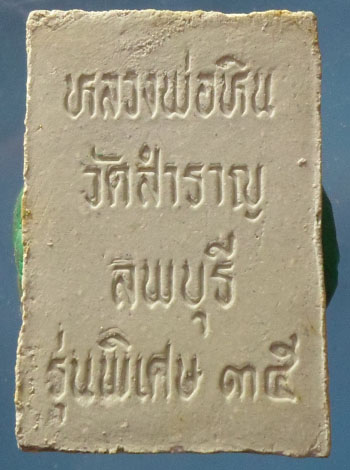 หลวงพ่อหิน
วัดสำราญ
ลพบุรี
รุ่นพิเศษ ๓๕